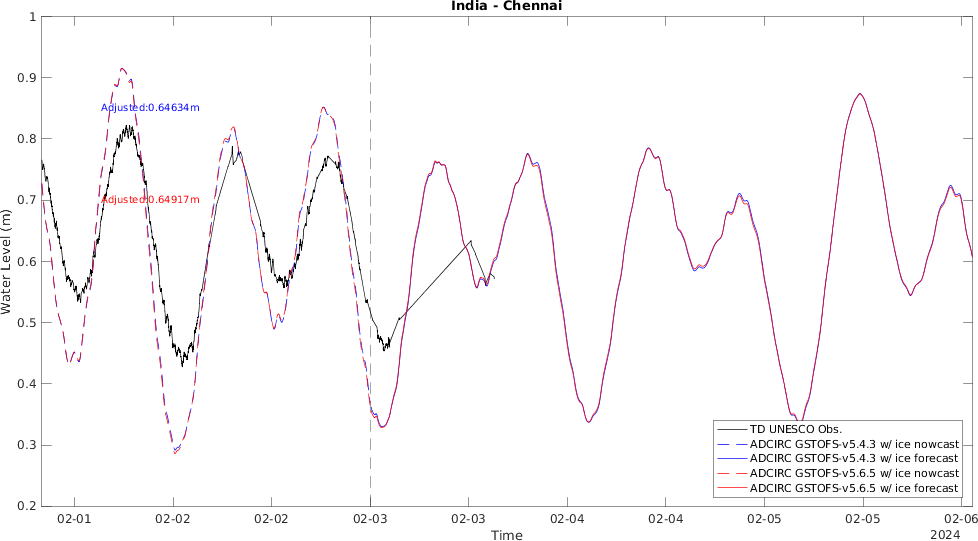 India - Chennai
1
0.9
0.8
0.7
0.6
0.5
0.4
0.3
0.2
Water Level (m)
Adjusted:0.64634m
Adjusted:0.64917m
TD UNESCO Obs.
ADCIRC GSTOFS-v5.4.3 w/ ice nowcast
ADCIRC GSTOFS-v5.4.3 w/ ice forecast
ADCIRC GSTOFS-v5.6.5 w/ ice nowcast
ADCIRC GSTOFS-v5.6.5 w/ ice forecast
02-01 02-02 02-02 02-03 02-03 02-04 02-04 02-05 02-05 02-06
Time
2024